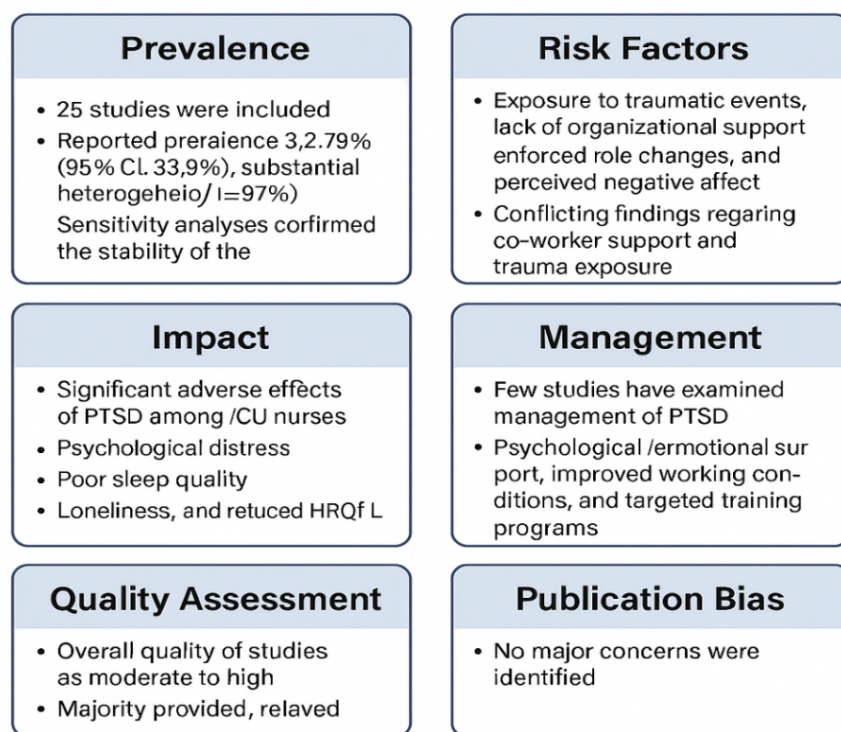 Prevalence
• 25 studies were included
• Reported preraience 3,2.79%
(95% Cl. 33,9%), substantial
heterogeheio/ I=97%)
Sensitivity analyses corfirmed
the stability of the
Risk Factors
• Exposure to traumatic events,
lack of organizational support
enforced role changes, and
perceived negative affect
• Conflicting findings regaring
co-worker support and
trauma exposure
Impact
• Significant adverse effects
of PTSD among /CU nurses
• Psychological distress
• Poor sleep quality
• Loneliness, and retuced HRQf L
Management
• Few studies have examined
management of PTSD
• Psychological /ermotional sur
port, improved working con-
ditions, and targeted training
programs
Quality Assessment
• Overall quality of studies
as moderate to high
• Majority provided, relaved
Publication Bias
• No major concerns were
identified